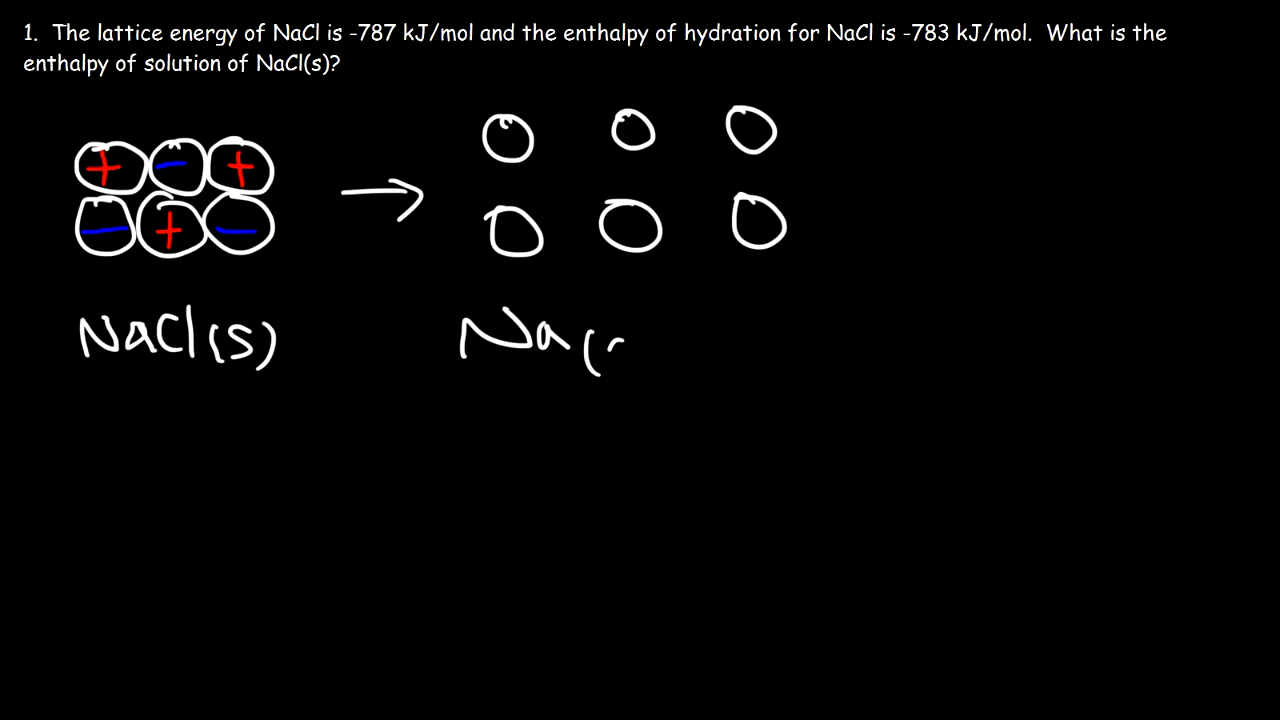 1. The lattice energy of NaCl is -787 kJ/mol and the enthalpy of hydration for NaCl is -783 kJ/mol. What is the
enthalpy of solution of NaCl(s)?
+ − +
− + −
→
NaCl(s) Na(